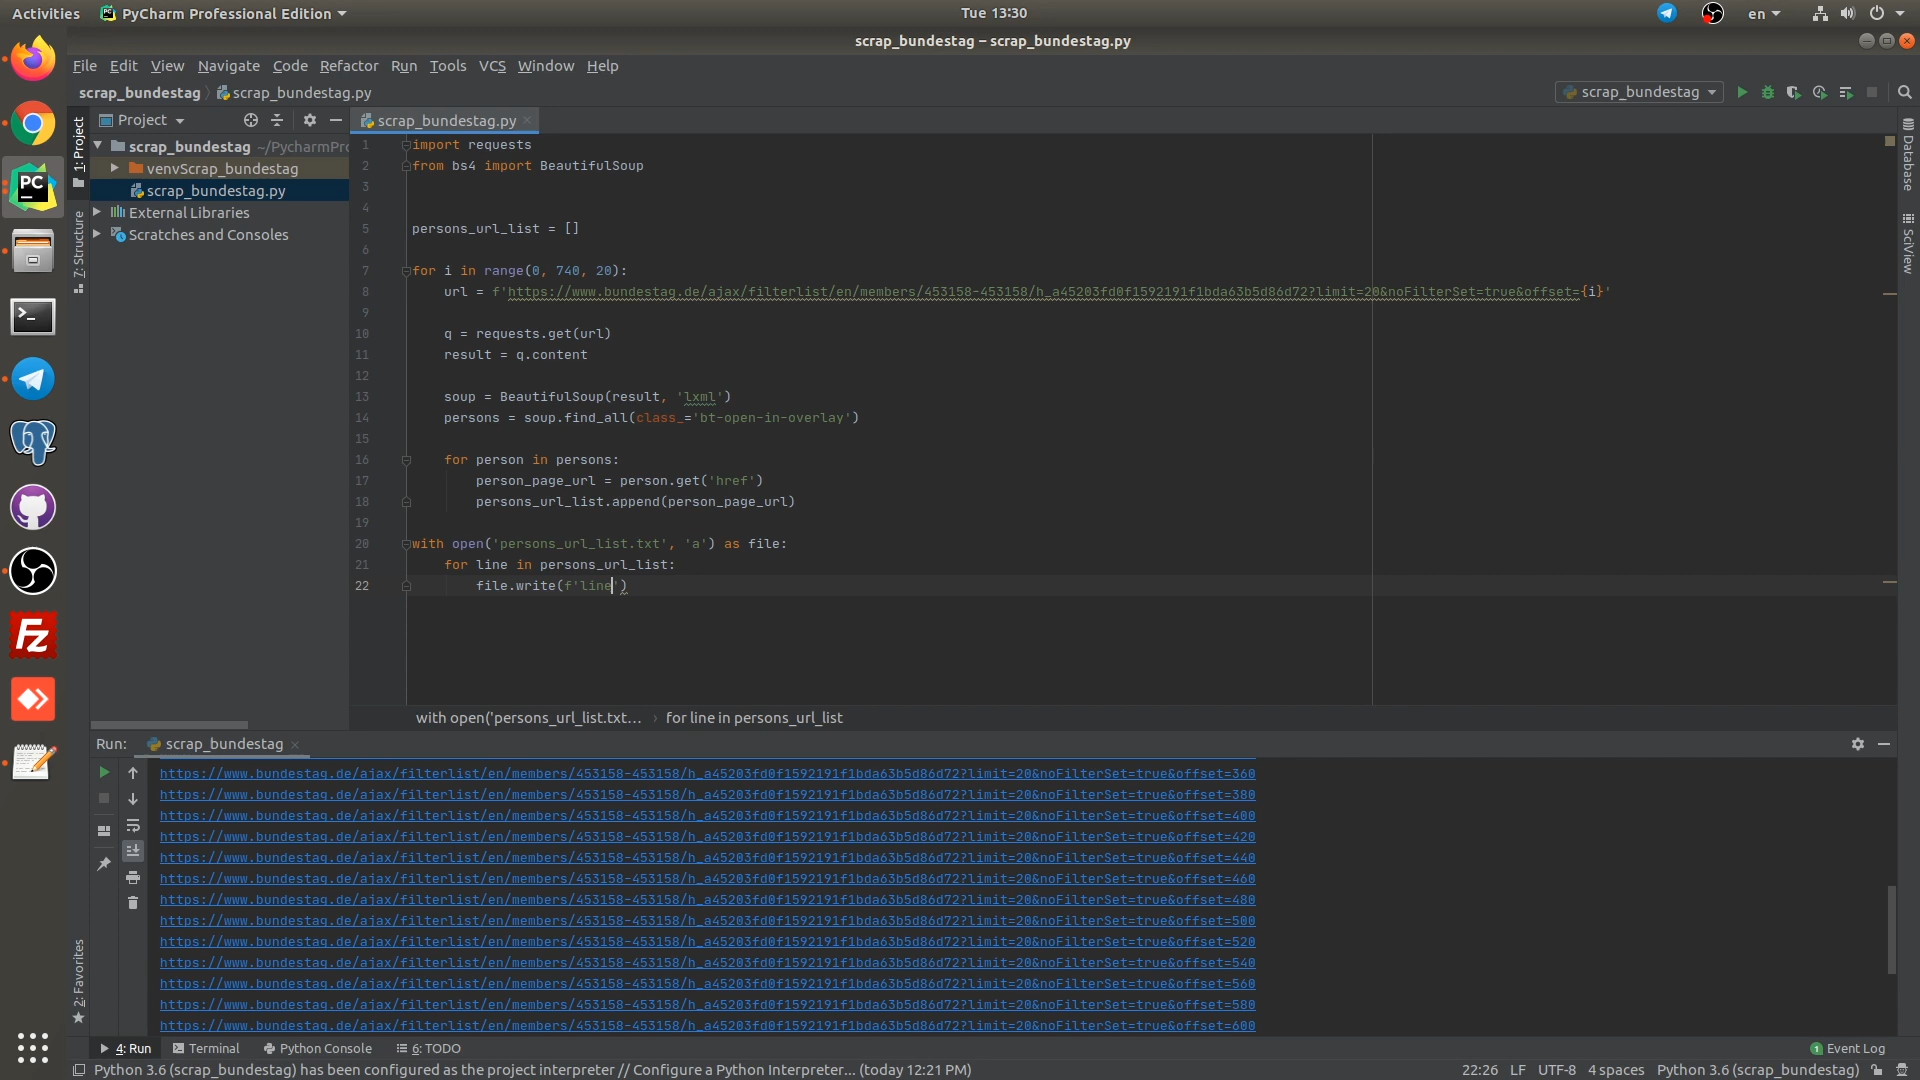 Activities PyCharm Professional Edition Tue 13:30 en
scrap_bundestag – scrap_bundestag.py
File Edit View Navigate Code Refactor Run Tools VCS Window Help
scrap_bundestag scrap_bundestag.py scrap_bundestag
Project scrap_bundestag.py
1: Project
7: Structure
2: Favorites
Database
SciView
scrap_bundestag ~/PycharmPro
venvScrap_bundestag
scrap_bundestag.py
External Libraries
Scratches and Consoles
1 import requests
2 from bs4 import BeautifulSoup
3
4
5 persons_url_list = []
6
7 for i in range(0, 740, 20):
8 url = f'https://www.bundestag.de/ajax/filterlist/en/members/453158-453158/h_a45203fd0f1592191f1bda63b5d86d72?limit=20&noFilterSet=true&offset={i}'
9
10 q = requests.get(url)
11 result = q.content
12
13 soup = BeautifulSoup(result, 'lxml')
14 persons = soup.find_all(class_='bt-open-in-overlay')
15
16 for person in persons:
17 person_page_url = person.get('href')
18 persons_url_list.append(person_page_url)
19
20 with open('persons_url_list.txt', 'a') as file:
21 for line in persons_url_list:
22 file.write(f'line')
with open('persons_url_list.txt... › for line in persons_url_list
Run: scrap_bundestag
https://www.bundestag.de/ajax/filterlist/en/members/453158-453158/h_a45203fd0f1592191f1bda63b5d86d72?limit=20&noFilterSet=true&offset=360
https://www.bundestag.de/ajax/filterlist/en/members/453158-453158/h_a45203fd0f1592191f1bda63b5d86d72?limit=20&noFilterSet=true&offset=380
https://www.bundestag.de/ajax/filterlist/en/members/453158-453158/h_a45203fd0f1592191f1bda63b5d86d72?limit=20&noFilterSet=true&offset=400
https://www.bundestag.de/ajax/filterlist/en/members/453158-453158/h_a45203fd0f1592191f1bda63b5d86d72?limit=20&noFilterSet=true&offset=420
https://www.bundestag.de/ajax/filterlist/en/members/453158-453158/h_a45203fd0f1592191f1bda63b5d86d72?limit=20&noFilterSet=true&offset=440
https://www.bundestag.de/ajax/filterlist/en/members/453158-453158/h_a45203fd0f1592191f1bda63b5d86d72?limit=20&noFilterSet=true&offset=460
https://www.bundestag.de/ajax/filterlist/en/members/453158-453158/h_a45203fd0f1592191f1bda63b5d86d72?limit=20&noFilterSet=true&offset=480
https://www.bundestag.de/ajax/filterlist/en/members/453158-453158/h_a45203fd0f1592191f1bda63b5d86d72?limit=20&noFilterSet=true&offset=500
https://www.bundestag.de/ajax/filterlist/en/members/453158-453158/h_a45203fd0f1592191f1bda63b5d86d72?limit=20&noFilterSet=true&offset=520
https://www.bundestag.de/ajax/filterlist/en/members/453158-453158/h_a45203fd0f1592191f1bda63b5d86d72?limit=20&noFilterSet=true&offset=540
https://www.bundestag.de/ajax/filterlist/en/members/453158-453158/h_a45203fd0f1592191f1bda63b5d86d72?limit=20&noFilterSet=true&offset=560
https://www.bundestag.de/ajax/filterlist/en/members/453158-453158/h_a45203fd0f1592191f1bda63b5d86d72?limit=20&noFilterSet=true&offset=580
https://www.bundestag.de/ajax/filterlist/en/members/453158-453158/h_a45203fd0f1592191f1bda63b5d86d72?limit=20&noFilterSet=true&offset=600
4: Run Terminal Python Console 6: TODO 1 Event Log
Python 3.6 (scrap_bundestag) has been configured as the project interpreter // Configure a Python Interpreter... (today 12:21 PM) 22:26 LF UTF-8 4 spaces Python 3.6 (scrap_bundestag)